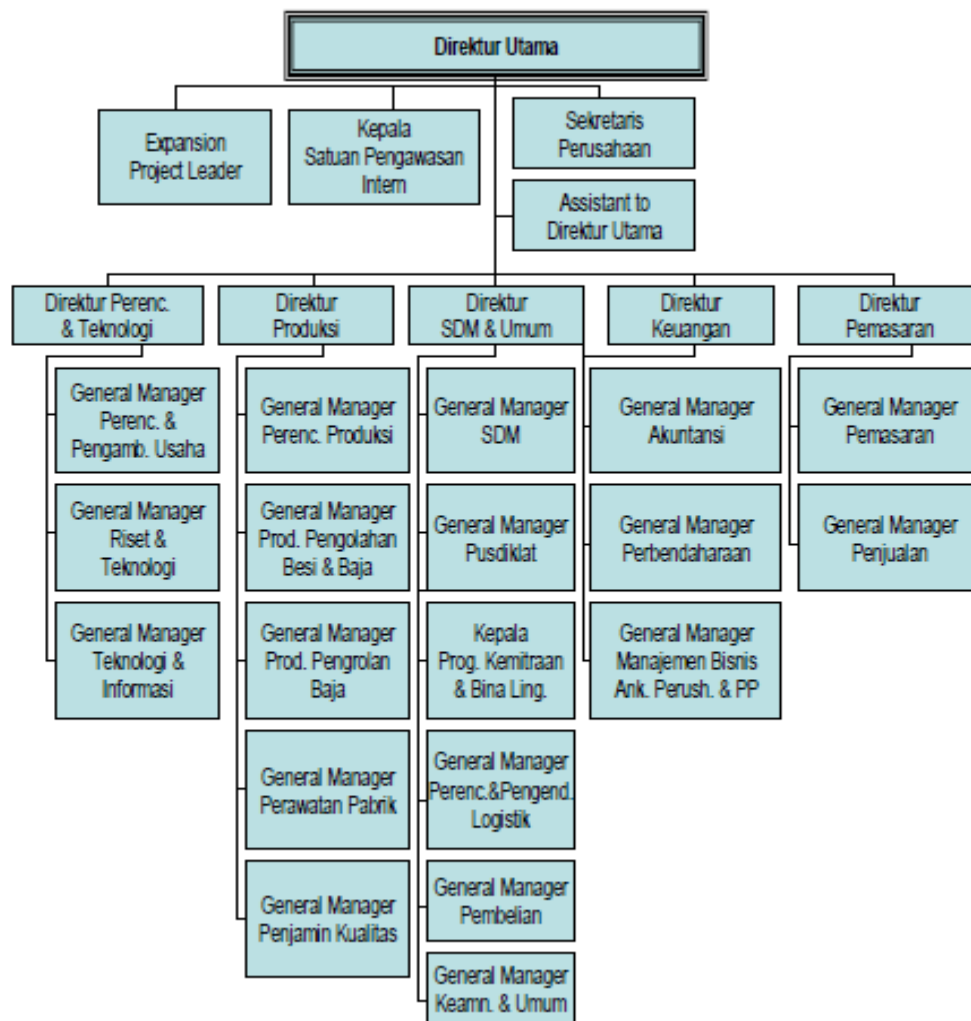 Direktur Utama
Expansion
Project Leader
Kepala
Satuan Pengawasan
Intern
Sekretaris
Perusahaan
Assistant to
Direktur Utama
Direktur Perenc.
& Teknologi
Direktur
Produksi
Direktur
SDM & Umum
Direktur
Keuangan
Direktur
Pemasaran
General Manager
Perenc. &
Pengamb. Usaha
General Manager
Riset &
Teknologi
General Manager
Teknologi &
Informasi
General Manager
Perenc. Produksi
General Manager
Prod. Pengolahan
Besi & Baja
General Manager
Prod. Pengrolan
Baja
General Manager
Perawatan Pabrik
General Manager
Penjamin Kualitas
General Manager
SDM
General Manager
Pusdiklat
Kepala
Prog. Kemitraan
& Bina Ling.
General Manager
Perenc.&Pengend.
Logistik
General Manager
Pembelian
General Manager
Keamn. & Umum
General Manager
Akuntansi
General Manager
Perbendaharaan
General Manager
Manajemen Bisnis
Ank. Perush. & PP
General Manager
Pemasaran
General Manager
Penjualan